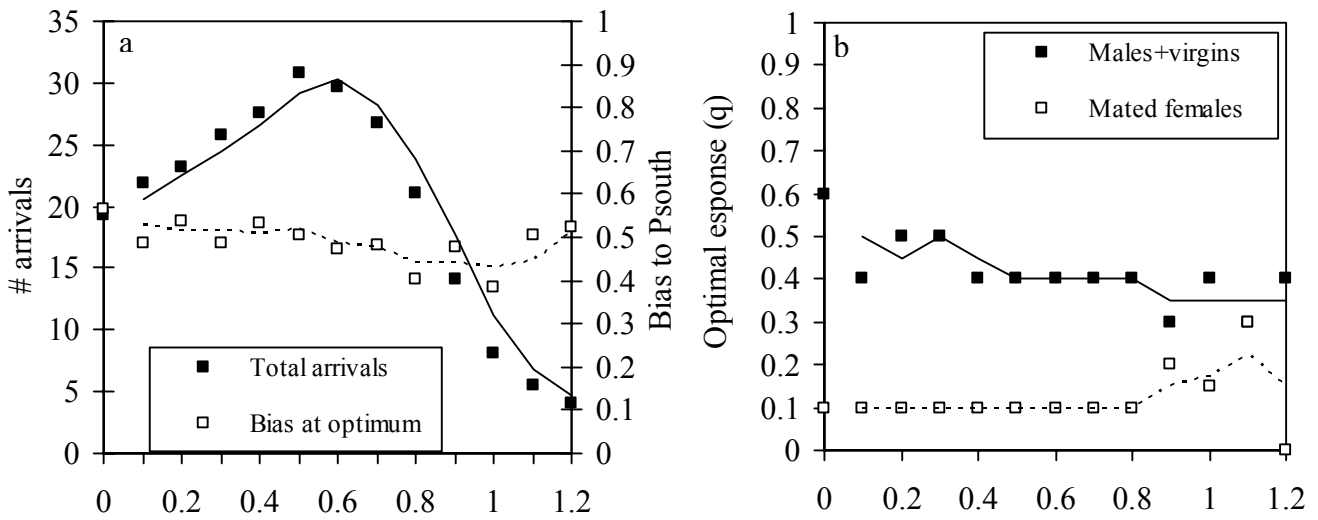 a
35
30
25
20
15
10
5
0
# arrivals
1
0.9
0.8
0.7
0.6
0.5
0.4
0.3
0.2
0.1
0
Bias to Psouth
Total arrivals
Bias at optimum
0 0.2 0.4 0.6 0.8 1 1.2
b
1
0.9
0.8
0.7
0.6
0.5
0.4
0.3
0.2
0.1
0
Optimal esponse (q)
Males+virgins
Mated females
0 0.2 0.4 0.6 0.8 1 1.2